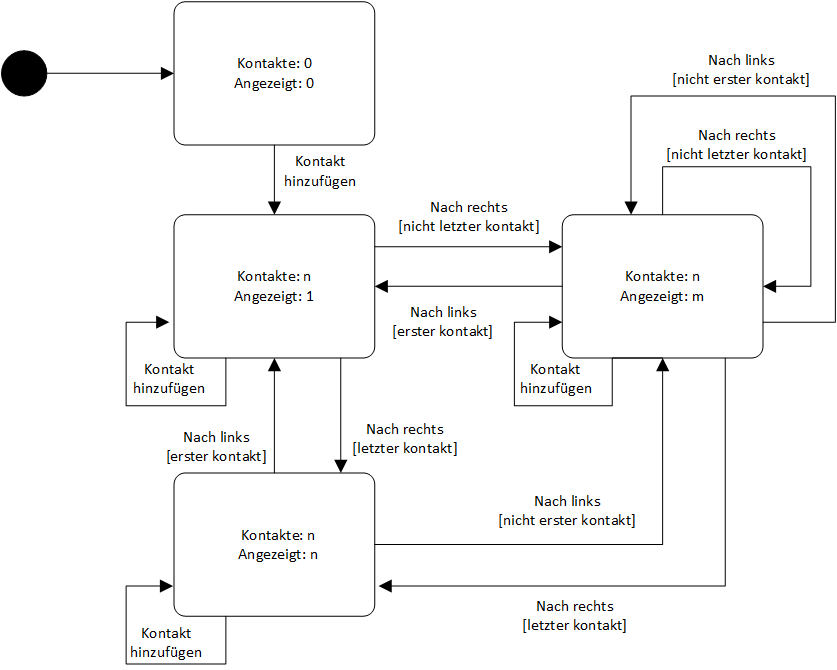 Kontakte: 0
Angezeigt: 0
Nach links
[nicht erster kontakt]
Nach rechts
[nicht letzter kontakt]
Kontakt
hinzufügen
Nach rechts
[nicht letzter kontakt]
Kontakte: n
Angezeigt: 1
Kontakte: n
Angezeigt: m
Nach links
[erster kontakt]
Kontakt
hinzufügen
Kontakt
hinzufügen
Nach links
[erster kontakt]
Nach rechts
[letzter kontakt]
Nach links
[nicht erster kontakt]
Kontakte: n
Angezeigt: n
Nach rechts
[letzter kontakt]
Kontakt
hinzufügen